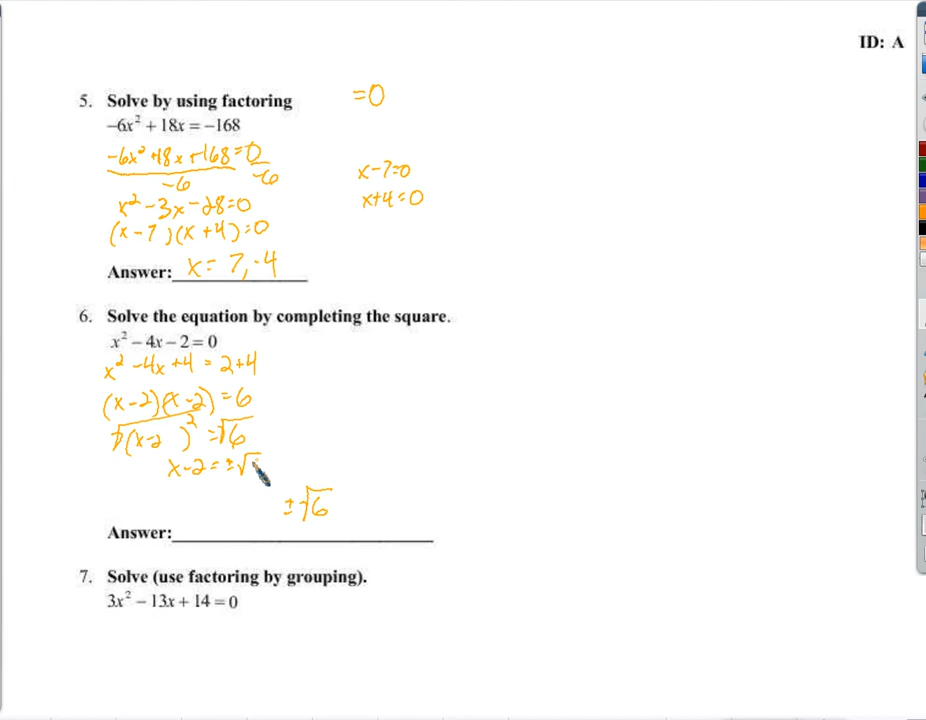 ID: A
5. Solve by using factoring
=0
-6x² + 18x = -168
-6x² +18x +168=0
-6 -6
x-7=0
x²-3x-28=0
x+4=0
(x-7)(x+4)=0
Answer: x = 7, -4
6. Solve the equation by completing the square.
x² - 4x - 2 = 0
x² -4x +4 = 2+4
(x-2)(x-2) = 6
√(x-2)² = √6
x-2 = ±√
±√6
Answer:
7. Solve (use factoring by grouping).
3x² - 13x + 14 = 0